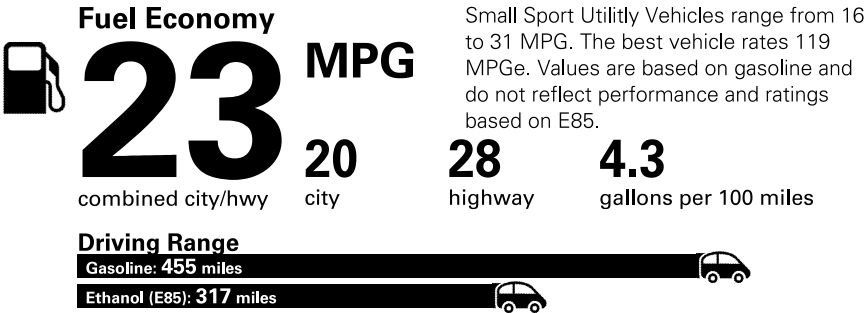 Fuel Economy
23 MPG
combined city/hwy
20
city
28
highway
4.3
gallons per 100 miles
Small Sport Utilitly Vehicles range from 16
to 31 MPG. The best vehicle rates 119
MPGe. Values are based on gasoline and
do not reflect performance and ratings
based on E85.
Driving Range
Gasoline: 455 miles
Ethanol (E85): 317 miles